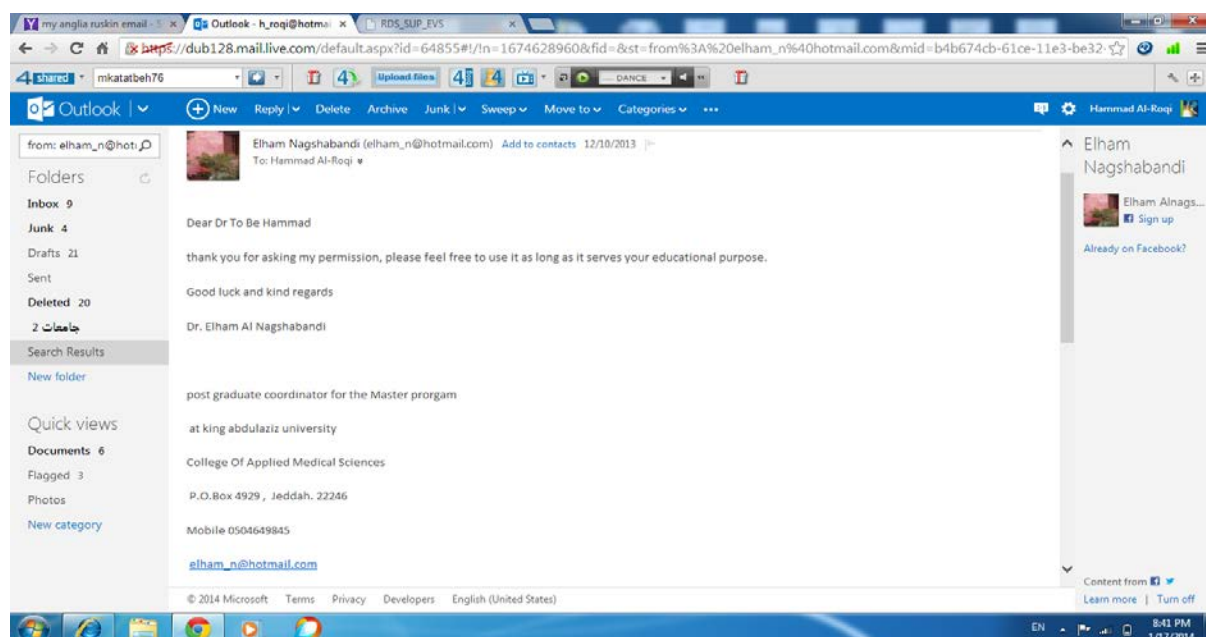 my anglia ruskin email - S
Outlook - h_roqi@hotmai
RDS_SUP_EVS
https://dub128.mail.live.com/default.aspx?id=64855#!/!n=1674628960&fid=&st=from%3A%20elham_n%40hotmail.com&mid=b4b674cb-61ce-11e3-be32-
4shared
mkatatbeh76
Upload files
DANCE
Outlook
New Reply Delete Archive Junk Sweep Move to Categories
Hammad Al-Roqi
from: elham_n@hoti
Folders
Inbox 9
Junk 4
Drafts 21
Sent
Deleted 20
جامعات 2
Search Results
New folder
Quick views
Documents 6
Flagged 3
Photos
New category
Elham Nagshabandi (elham_n@hotmail.com) Add to contacts 12/10/2013
To: Hammad Al-Roqi
Dear Dr To Be Hammad
thank you for asking my permission, please feel free to use it as long as it serves your educational purpose.
Good luck and kind regards
Dr. Elham Al Nagshabandi
post graduate coordinator for the Master prorgam
at king abdulaziz university
College Of Applied Medical Sciences
P.O.Box 4929 , Jeddah. 22246
Mobile 0504649845
elham_n@hotmail.com
© 2014 Microsoft Terms Privacy Developers English (United States)
Elham
Nagshabandi
Elham Alnags...
Sign up
Already on Facebook?
Content from
Learn more | Turn off
EN
8:41 PM
1/17/2014